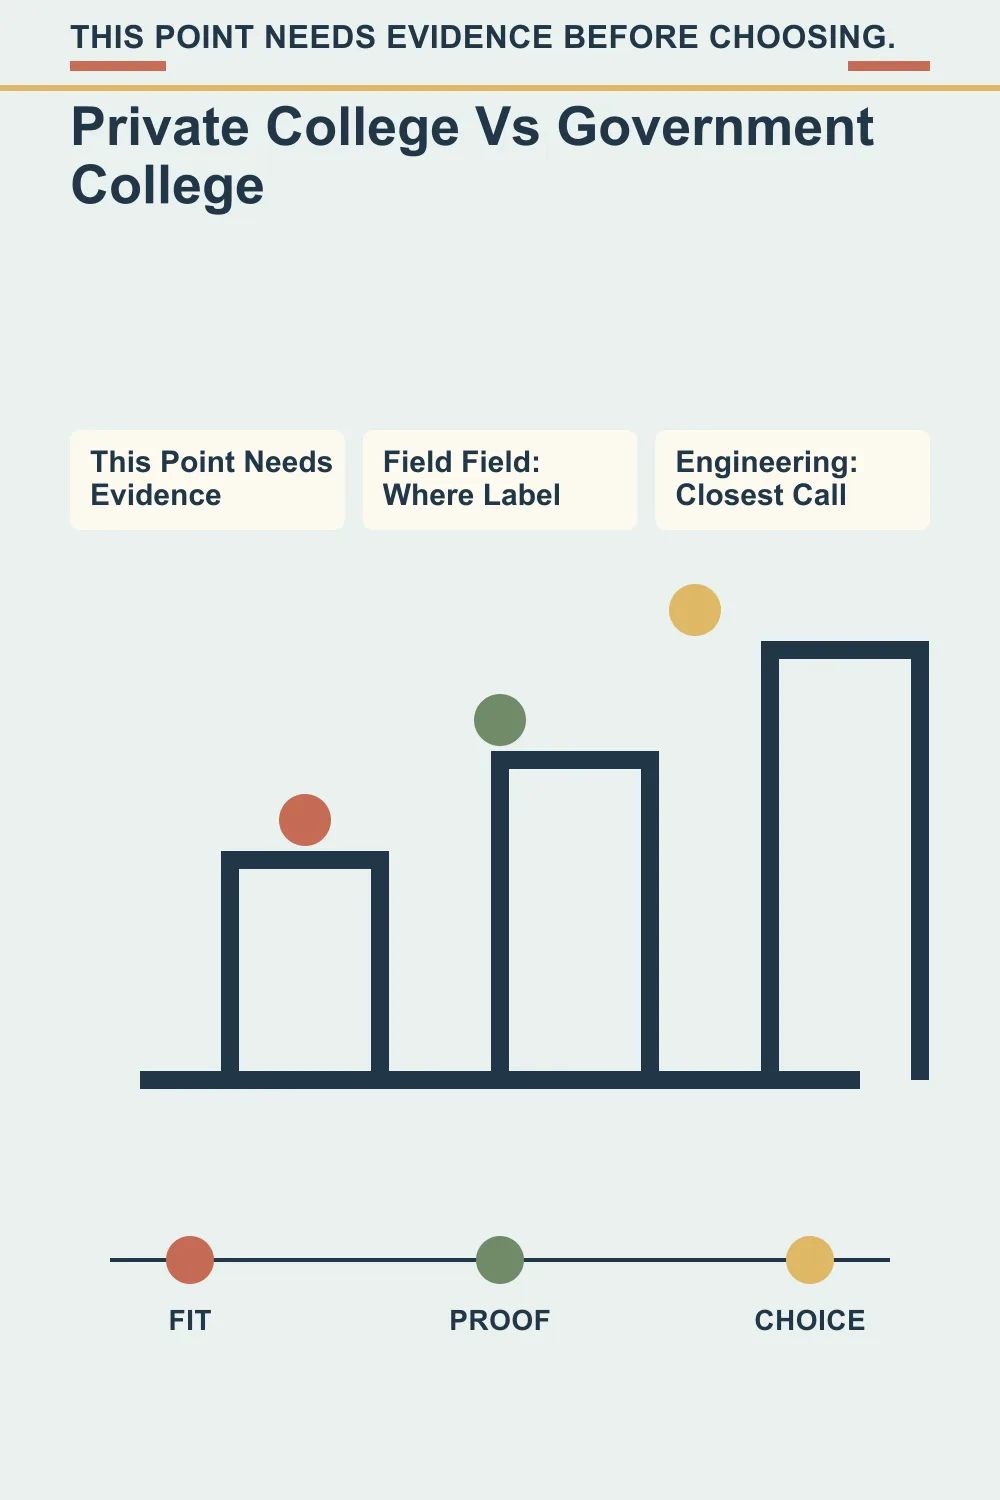 THIS POINT NEEDS EVIDENCE BEFORE CHOOSING.
Private College Vs Government
College
This Point Needs
Evidence
Field Field:
Where Label
Engineering:
Closest Call
FIT
PROOF
CHOICE